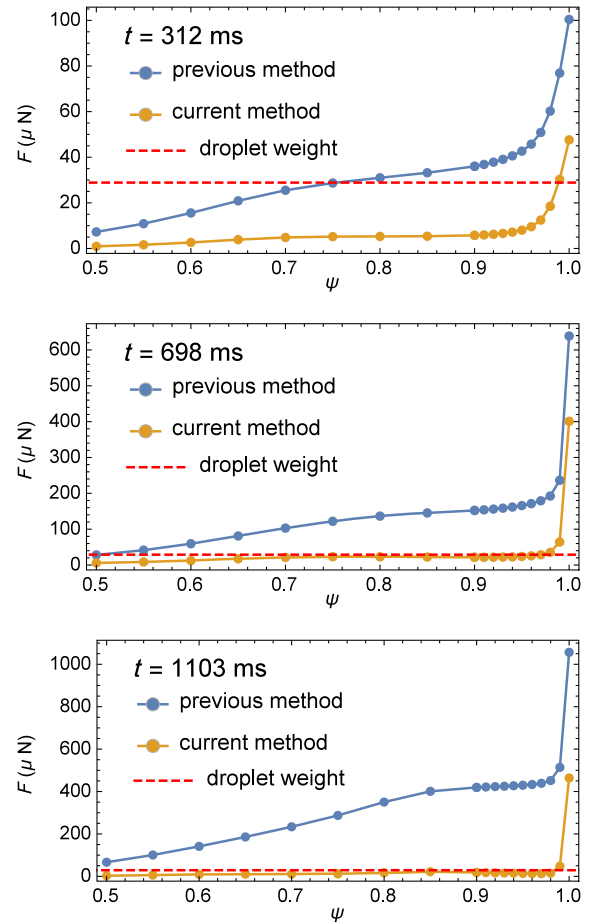 t = 312 ms
previous method
current method
droplet weight
F (μ N)
100
80
60
40
20
0
0.5 0.6 0.7 0.8 0.9 1.0
ψ
t = 698 ms
previous method
current method
droplet weight
F (μ N)
600
500
400
300
200
100
0
0.5 0.6 0.7 0.8 0.9 1.0
ψ
t = 1103 ms
previous method
current method
droplet weight
F (μ N)
1000
800
600
400
200
0
0.5 0.6 0.7 0.8 0.9 1.0
ψ